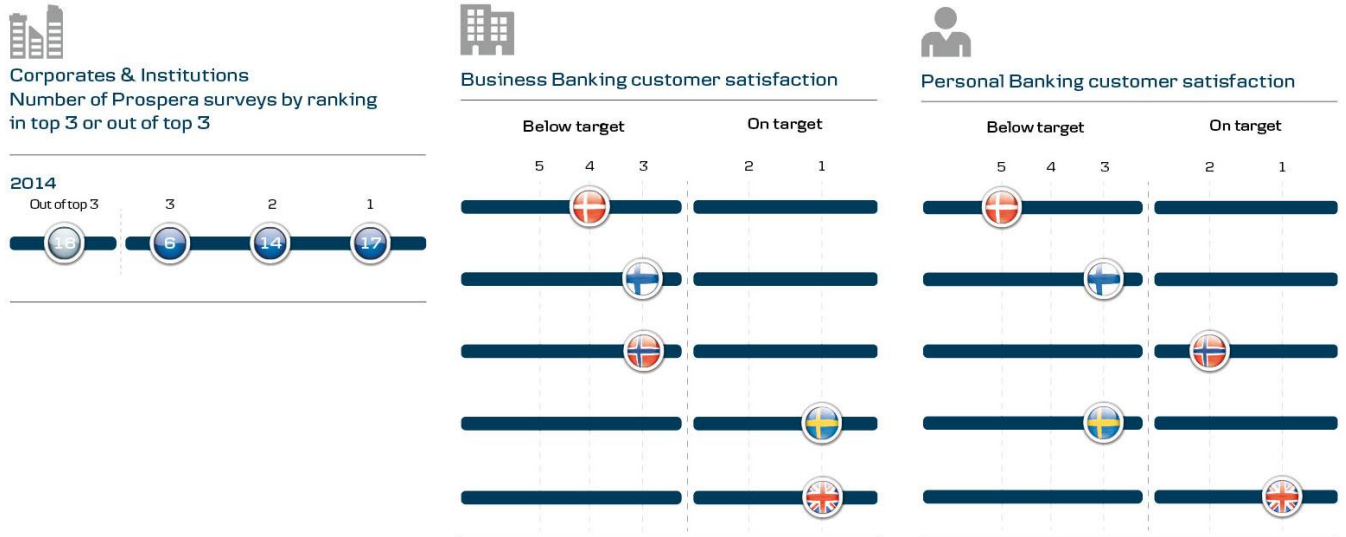 Corporates & Institutions
Number of Prospera surveys by ranking
in top 3 or out of top 3
2014
Out of top 3 3 2 1
18 6 14 17
Business Banking customer satisfaction
Below target On target
5 4 3 2 1
Personal Banking customer satisfaction
Below target On target
5 4 3 2 1